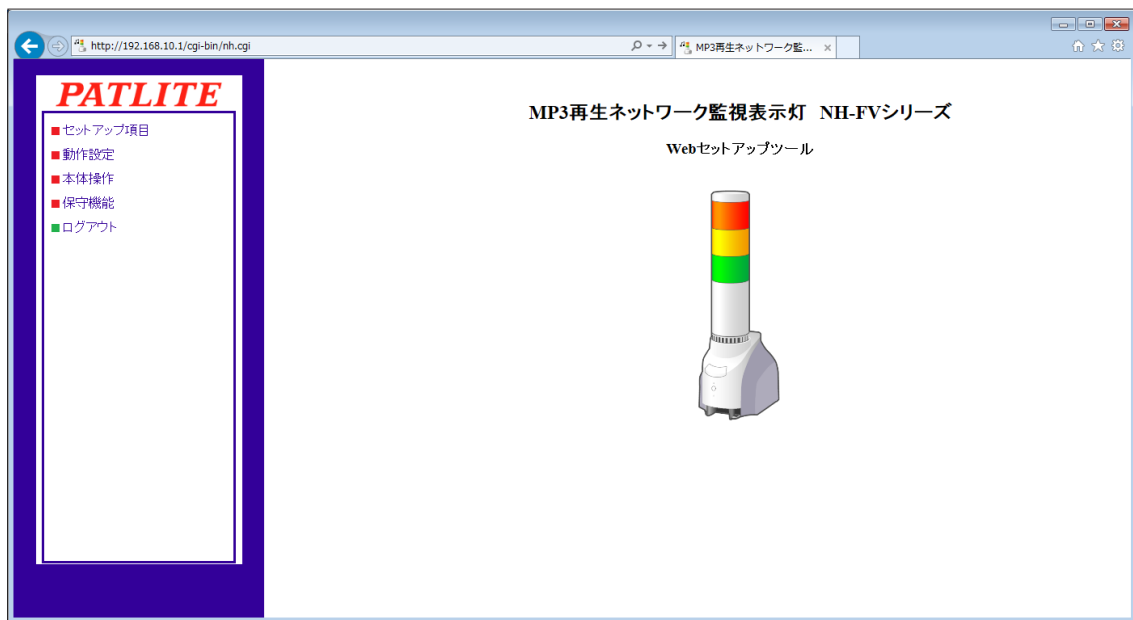 http://192.168.10.1/cgi-bin/nh.cgi
MP3再生ネットワーク監...
PATLITE
セットアップ項目
動作設定
本体操作
保守機能
ログアウト
MP3再生ネットワーク監視表示灯 NH-FVシリーズ
Webセットアップツール